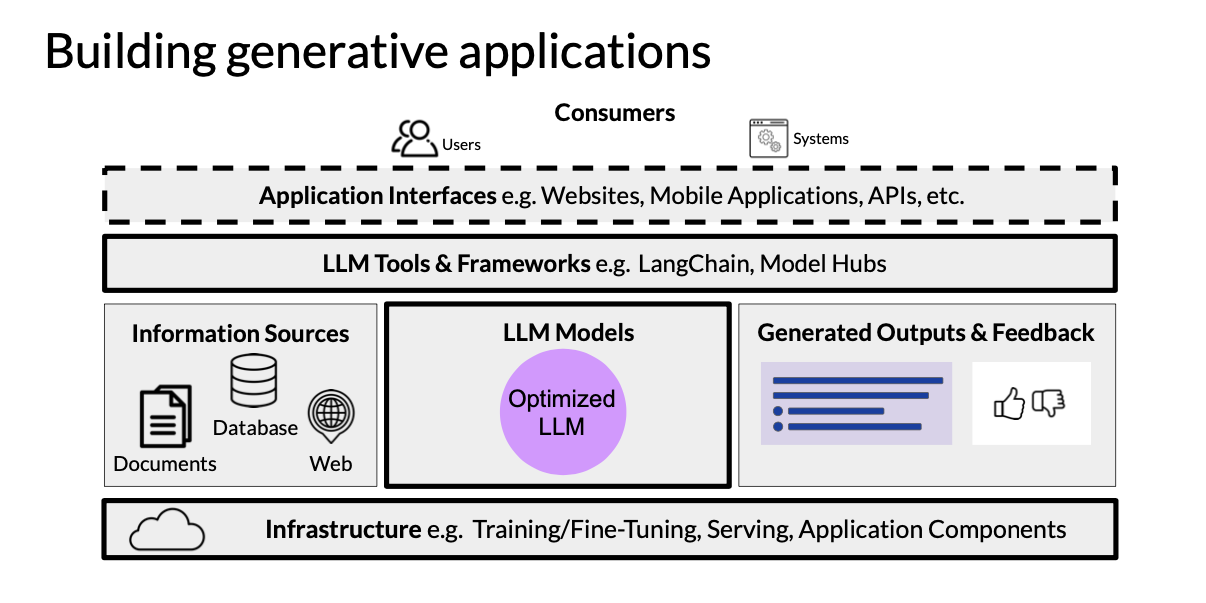 Building generative applications
Consumers
Users
Systems
Application Interfaces e.g. Websites, Mobile Applications, APIs, etc.
LLM Tools & Frameworks e.g. LangChain, Model Hubs
Information Sources
Documents
Database
Web
LLM Models
Optimized
LLM
Generated Outputs & Feedback
Infrastructure e.g. Training/Fine-Tuning, Serving, Application Components